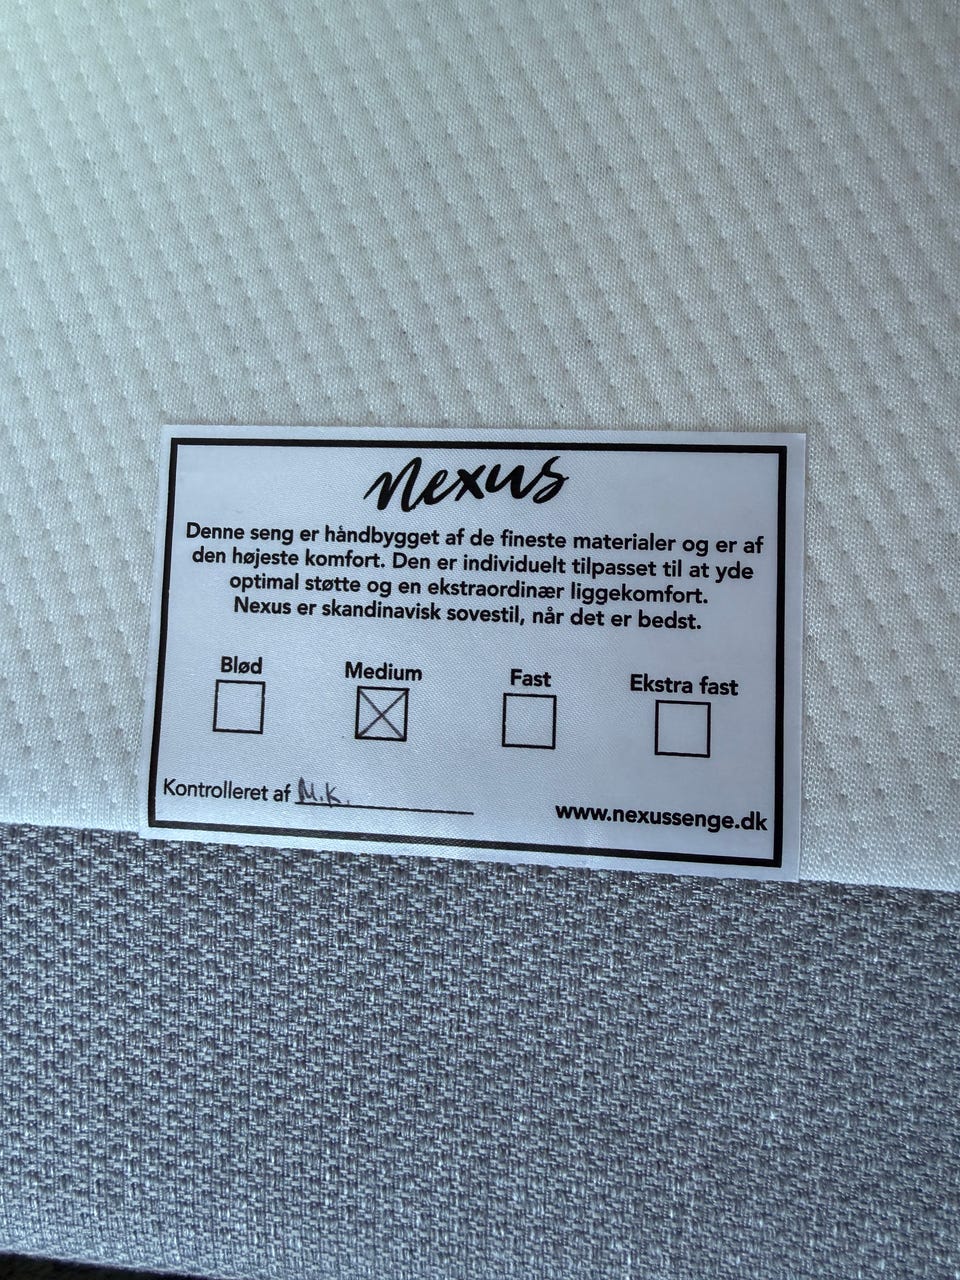 nexus
Denne seng er håndbygget af de fineste materialer og er af
den højeste komfort. Den er individuelt tilpasset til at yde
optimal støtte og en ekstraordinær liggekomfort.
Nexus er skandinavisk sovestil, når det er bedst.
Blød Medium Fast Ekstra fast
Kontrolleret af M.K.
www.nexussenge.dk